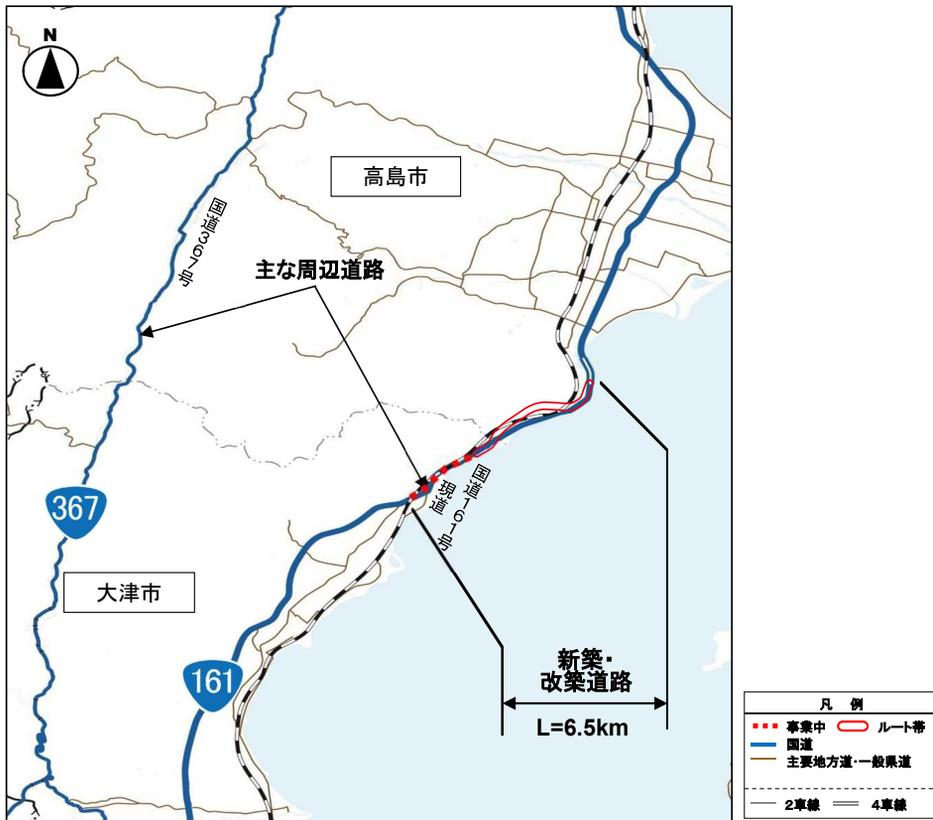 N
高島市
国道367号
主な周辺道路
国道161号
現道
367
大津市
161
新築・
改築道路
L=6.5km
凡 例
事業中 ルート帯
国道
主要地方道・一般県道
2車線 4車線